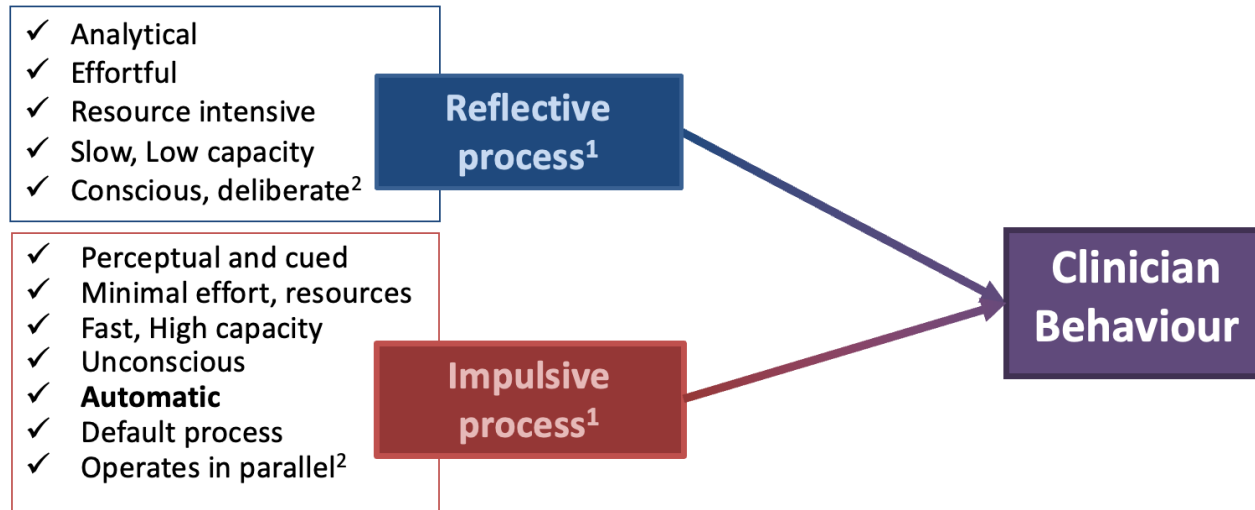 ✓ Analytical
✓ Effortful
✓ Resource intensive
✓ Slow, Low capacity
✓ Conscious, deliberate²
Reflective
process¹
✓ Perceptual and cued
✓ Minimal effort, resources
✓ Fast, High capacity
✓ Unconscious
✓ Automatic
✓ Default process
✓ Operates in parallel²
Impulsive
process¹
Clinician
Behaviour